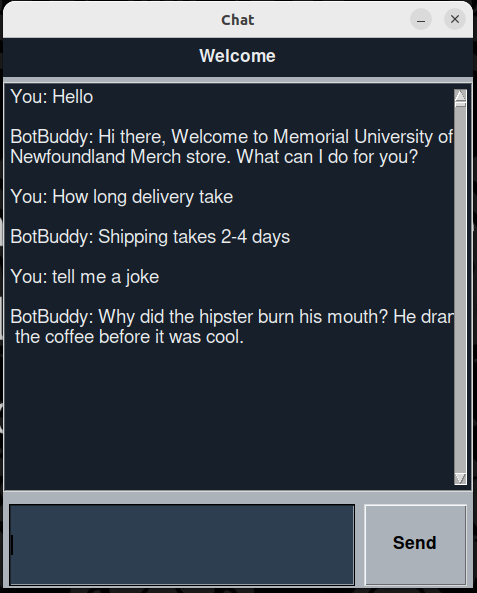 Chat
Welcome
You: Hello
BotBuddy: Hi there, Welcome to Memorial University of
Newfoundland Merch store. What can I do for you?
You: How long delivery take
BotBuddy: Shipping takes 2-4 days
You: tell me a joke
BotBuddy: Why did the hipster burn his mouth? He
the coffee before it was cool.
Send